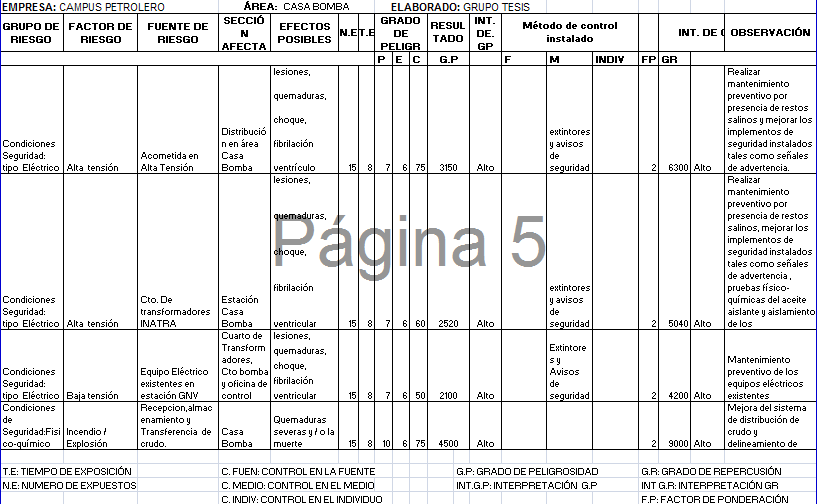 EMPRESA: CAMPUS PETROLERO ÁREA: CASA BOMBA ELABORADO: GRUPO TESIS
GRUPO DE RIESGO FACTOR DE RIESGO FUENTE DE RIESGO SECCIÓ N AFECTA EFECTOS POSIBLES N.E T.E GRADO DE PELIGR RESUL TADO INT. DE. GP Método de control instalado INT. DE OBSERVACIÓN
P E C G.P F M INDIV FP GR
Condiciones Seguridad: tipo Eléctrico Alta tensión Acometida en Alta Tensión Distribució n en área Casa Bomba lesiones, quemaduras, choque, fibrilación ventrículo 15 8 7 6 75 3150 Alto extintores y avisos de seguridad 2 6300 Alto Realizar mantenimiento preventivo por presencia de restos salinos y mejorar los implementos de seguridad instalados tales como señales de advertencia.
Condiciones Seguridad: tipo Eléctrico Alta tensión Cto. De transformadores INATRA Estación Casa Bomba lesiones, quemaduras, choque, fibrilación ventricular 15 8 7 6 60 2520 Alto extintores y avisos de seguridad 2 5040 Alto Realizar mantenimiento preventivo por presencia de restos salinos, mejorar los implementos de seguridad instalados tales como señales de advertencia , pruebas físico-químicas del aceite aislante y aislamiento de los
Página 5
Condiciones Seguridad: tipo Eléctrico Baja tensión Equipo Eléctrico existentes en estación GNV Cuarto de Transform adores, Cto bomba y oficina de control lesiones, quemaduras, choque, fibrilación ventricular 15 8 7 6 50 2100 Alto Extintore s y Avisos de seguridad 2 4200 Alto Mantenimiento preventivo de los equipos eléctricos existentes
Condiciones de Seguridad:Fisi co-químico Incendio / Explosión Recepcion,almac enamiento y Transferencia de crudo. Casa Bomba Quemaduras severas y / o la muerte 15 8 10 6 75 4500 Alto 2 9000 Alto Mejora del sistema de distribución de crudo y delineamiento de
T.E: TIEMPO DE EXPOSICIÓN C. FUEN: CONTROL EN LA FUENTE G.P: GRADO DE PELIGROSIDAD G.R: GRADO DE REPERCUSIÓN
N.E: NUMERO DE EXPUESTOS C. MEDIO: CONTROL EN EL MEDIO INT.G.P: INTERPRETACIÓN G.P INT G.R: INTERPRETACIÓN GR
C. INDIV: CONTROL EN EL INDIVIDUO F.P: FACTOR DE PONDERACIÓN